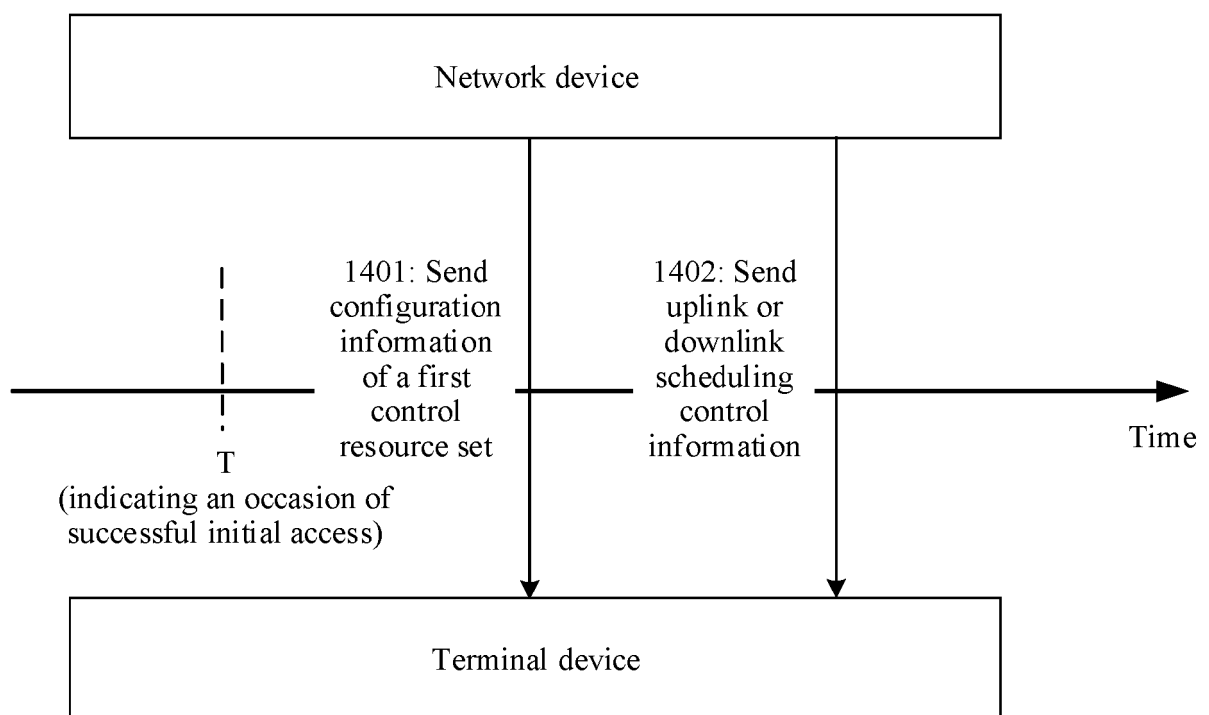 Network device
1401: Send
configuration
information
of a first
control
resource set
1402: Send
uplink or
downlink
scheduling
control
information
Time
T
(indicating an occasion of
successful initial access)
Terminal device